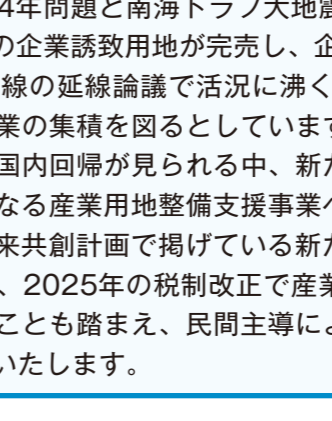 4年問題と南海トラフ大地震
の企業誘致用地が完売し、企
線の延線論議で活況に沸く
業の集積を図るとしています
国内回帰が見られる中、新た
なる産業用地整備支援事業へ
来共創計画で掲げている新た
、2025年の税制改正で産業
ことも踏まえ、民間主導によ
いたします。